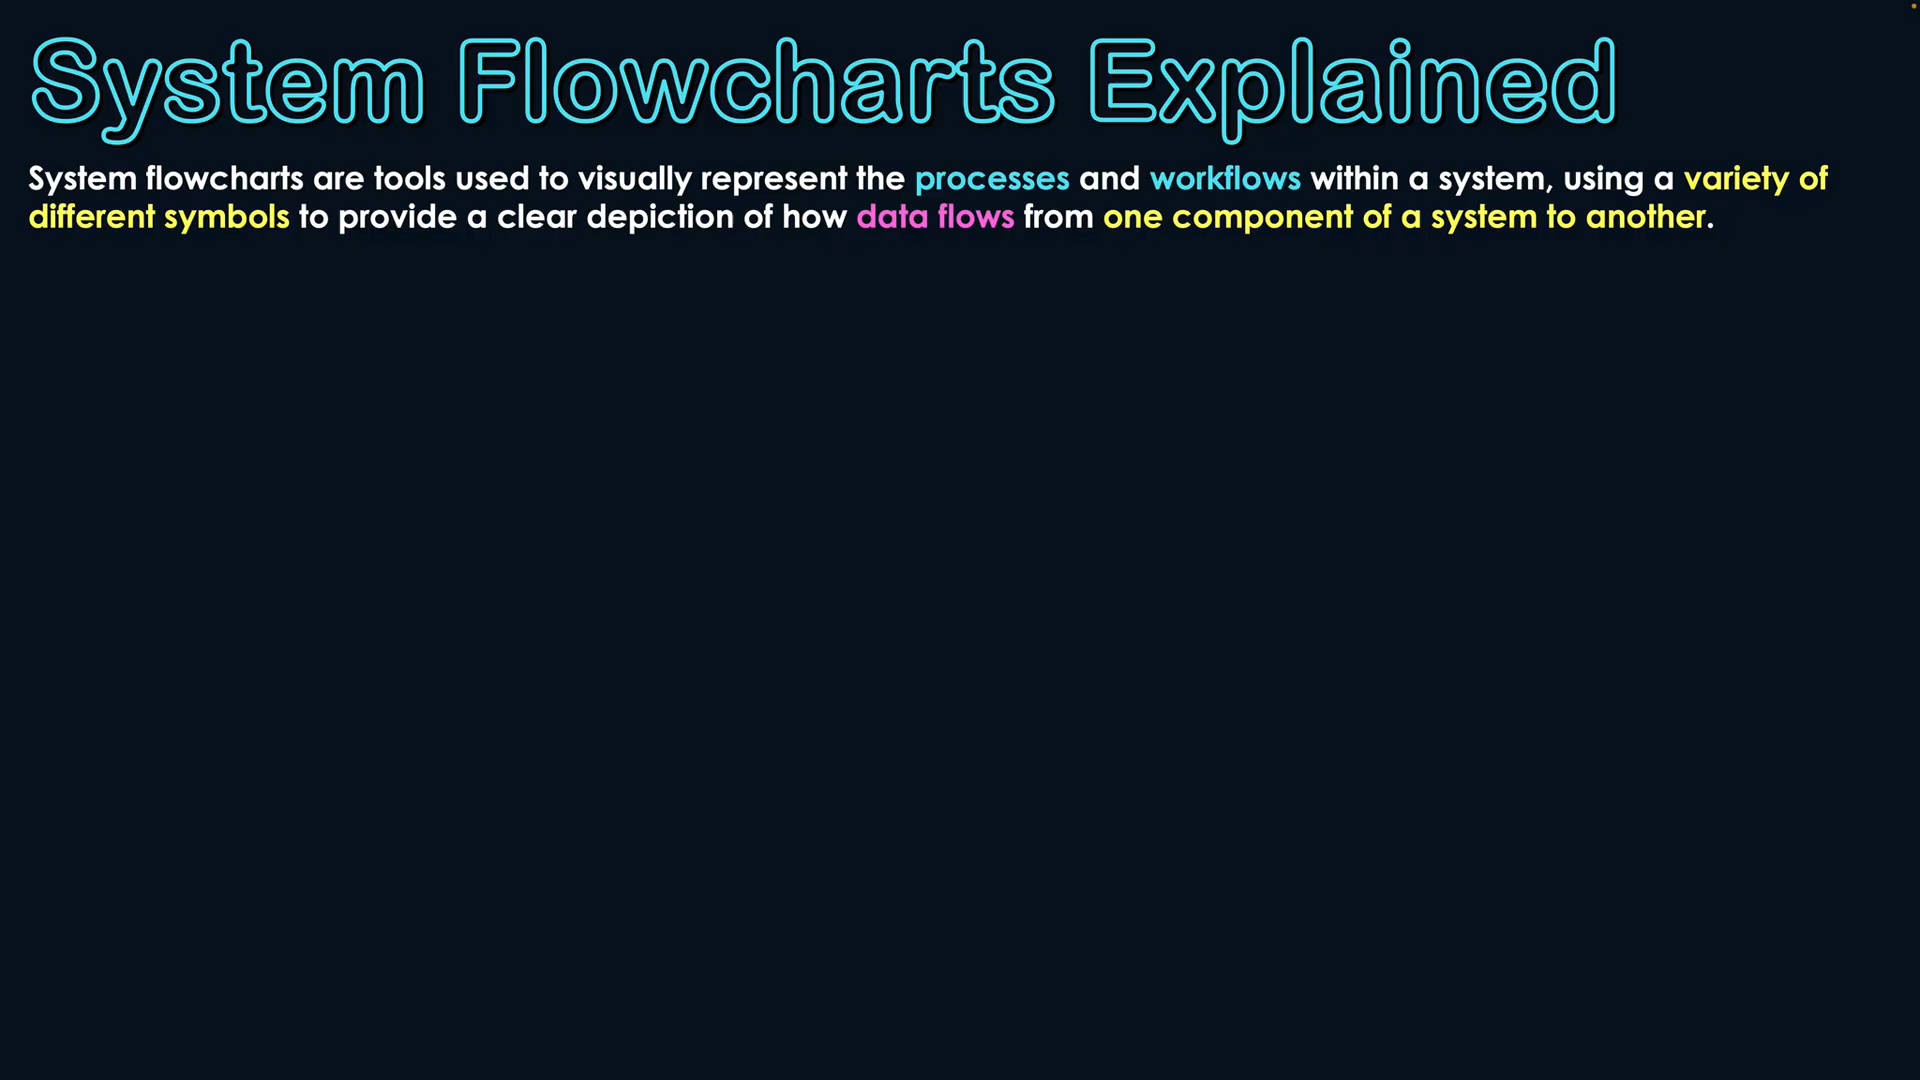 System Flowcharts Explained
System flowcharts are tools used to visually represent the processes and workflows within a system, using a variety of
different symbols to provide a clear depiction of how data flows from one component of a system to another.